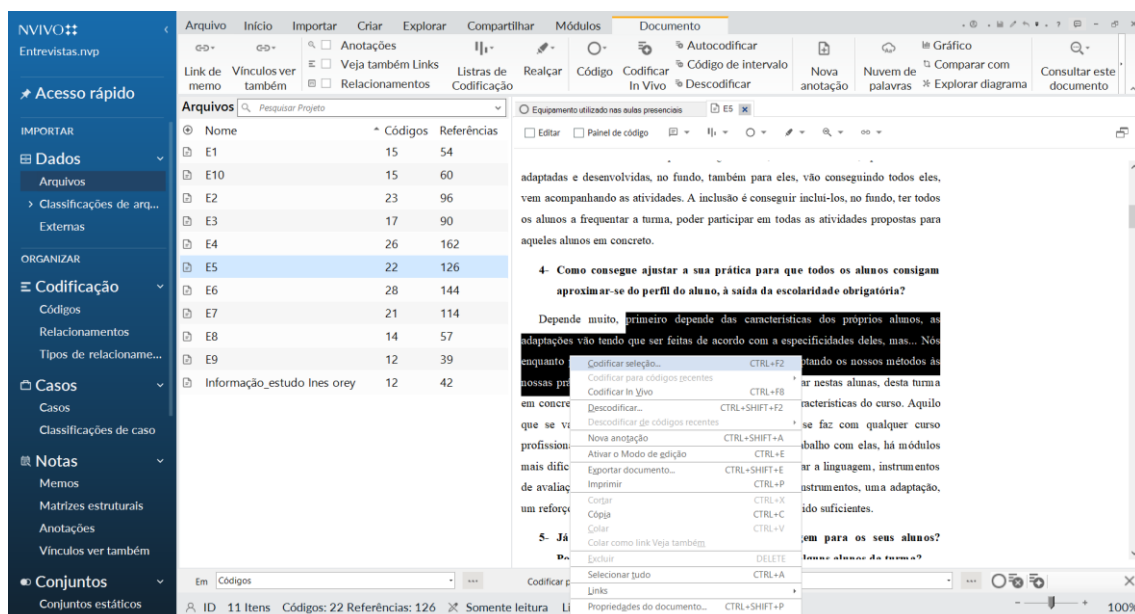 NVIVO
Entrevistas.nvp
Acesso rápido
IMPORTAR
Dados
Arquivos
Classificações de arq...
Externas
ORGANIZAR
Codificação
Códigos
Relacionamentos
Tipos de relacioname...
Casos
Casos
Classificações de caso
Notas
Memos
Matrizes estruturais
Anotações
Vínculos ver também
Conjuntos
Conjuntos estáticos
Arquivo Início Importar Criar Explorar Compartilhar Módulos Documento
Link de memo
Vínculos ver também
Anotações
Veja também Links
Relacionamentos
Listras de Codificação
Realçar
Código
Codificar In Vivo
Autocodificar
Código de intervalo
Descodificar
Nova anotação
Nuvem de palavras
Gráfico
Comparar com
Explorar diagrama
Consultar este documento
Arquivos Pesquisar Projeto
Nome Códigos Referências
E1 15 54
E10 15 60
E2 23 96
E3 17 90
E4 26 162
E5 22 126
E6 28 144
E7 21 114
E8 14 57
E9 12 39
Informação_estudo Ines orey 12 42
Equipamento utilizado nas aulas presenciais E5
Editar Painel de código
adaptadas e desenvolvidas, no fundo, também para eles, vão conseguindo todos eles,
vem acompanhando as atividades. A inclusão é conseguir inclui-los, no fundo, ter todos
os alunos a frequentar a turma, poder participar em todas as atividades propostas para
aqueles alunos em concreto.
4- Como consegue ajustar a sua prática para que todos os alunos consigam
aproximar-se do perfil do aluno, à saída da escolaridade obrigatória?
Depende muito, primeiro depende das características dos próprios alunos, as
adaptações vão tendo que ser feitas de acordo com a especificidades deles, mas... Nós
enquanto ptando os nossos métodos às
nossas ar nestas alunas, desta turma
em concre racterísticas do curso. Aquilo
que se va se faz com qualquer curso
profission balho com elas, há módulos
mais dific ar a linguagem, instrumentos
de avaliaç nstrumentos, uma adaptação,
um reforç ido suficientes.
5- Já em para os seus alunos?
Codificar seleção... CTRL+F2
Codificar para códigos recentes
Codificar In Vivo CTRL+F8
Descodificar... CTRL+SHIFT+F2
Descodificar de códigos recentes
Nova anotação CTRL+SHIFT+A
Ativar o Modo de edição CTRL+E
Exportar documento... CTRL+SHIFT+E
Imprimir CTRL+P
Cortar CTRL+X
Cópia CTRL+C
Colar CTRL+V
Colar como link Veja também
Excluir DELETE
Selecionar tudo CTRL+A
Links
Propriedades do documento... CTRL+SHIFT+P
Em Códigos Codificar p
ID 11 Itens Códigos: 22 Referências: 126 Somente leitura Li 100%